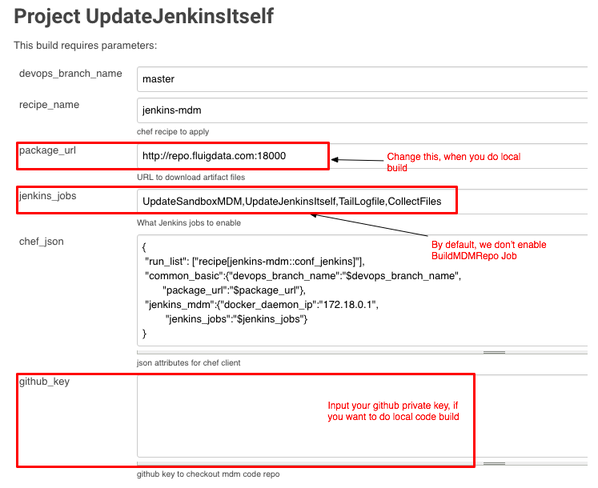 Project UpdateJenkinsItself
This build requires parameters:
devops_branch_name
master
recipe_name
jenkins-mdm
chef recipe to apply
package_url
http://repo.fluigdata.com:18000
Change this, when you do local
build
URL to download artifact files
jenkins_jobs
UpdateSandboxMDM,UpdateJenkinsItself,TailLogfile,CollectFiles
What Jenkins jobs to enable
By default, we don't enable
BuildMDMRepo Job
chef_json
{
"run_list": ["recipe[jenkins-mdm::conf_jenkins]"],
"common_basic":{"devops_branch_name":"$devops_branch_name",
"package_url":"$package_url"},
"jenkins_mdm":{"docker_daemon_ip":"172.18.0.1",
"jenkins_jobs":"$jenkins_jobs"}
}
json attributes for chef client
github_key
Input your github private key, if
you want to do local code build
github key to checkout mdm code repo